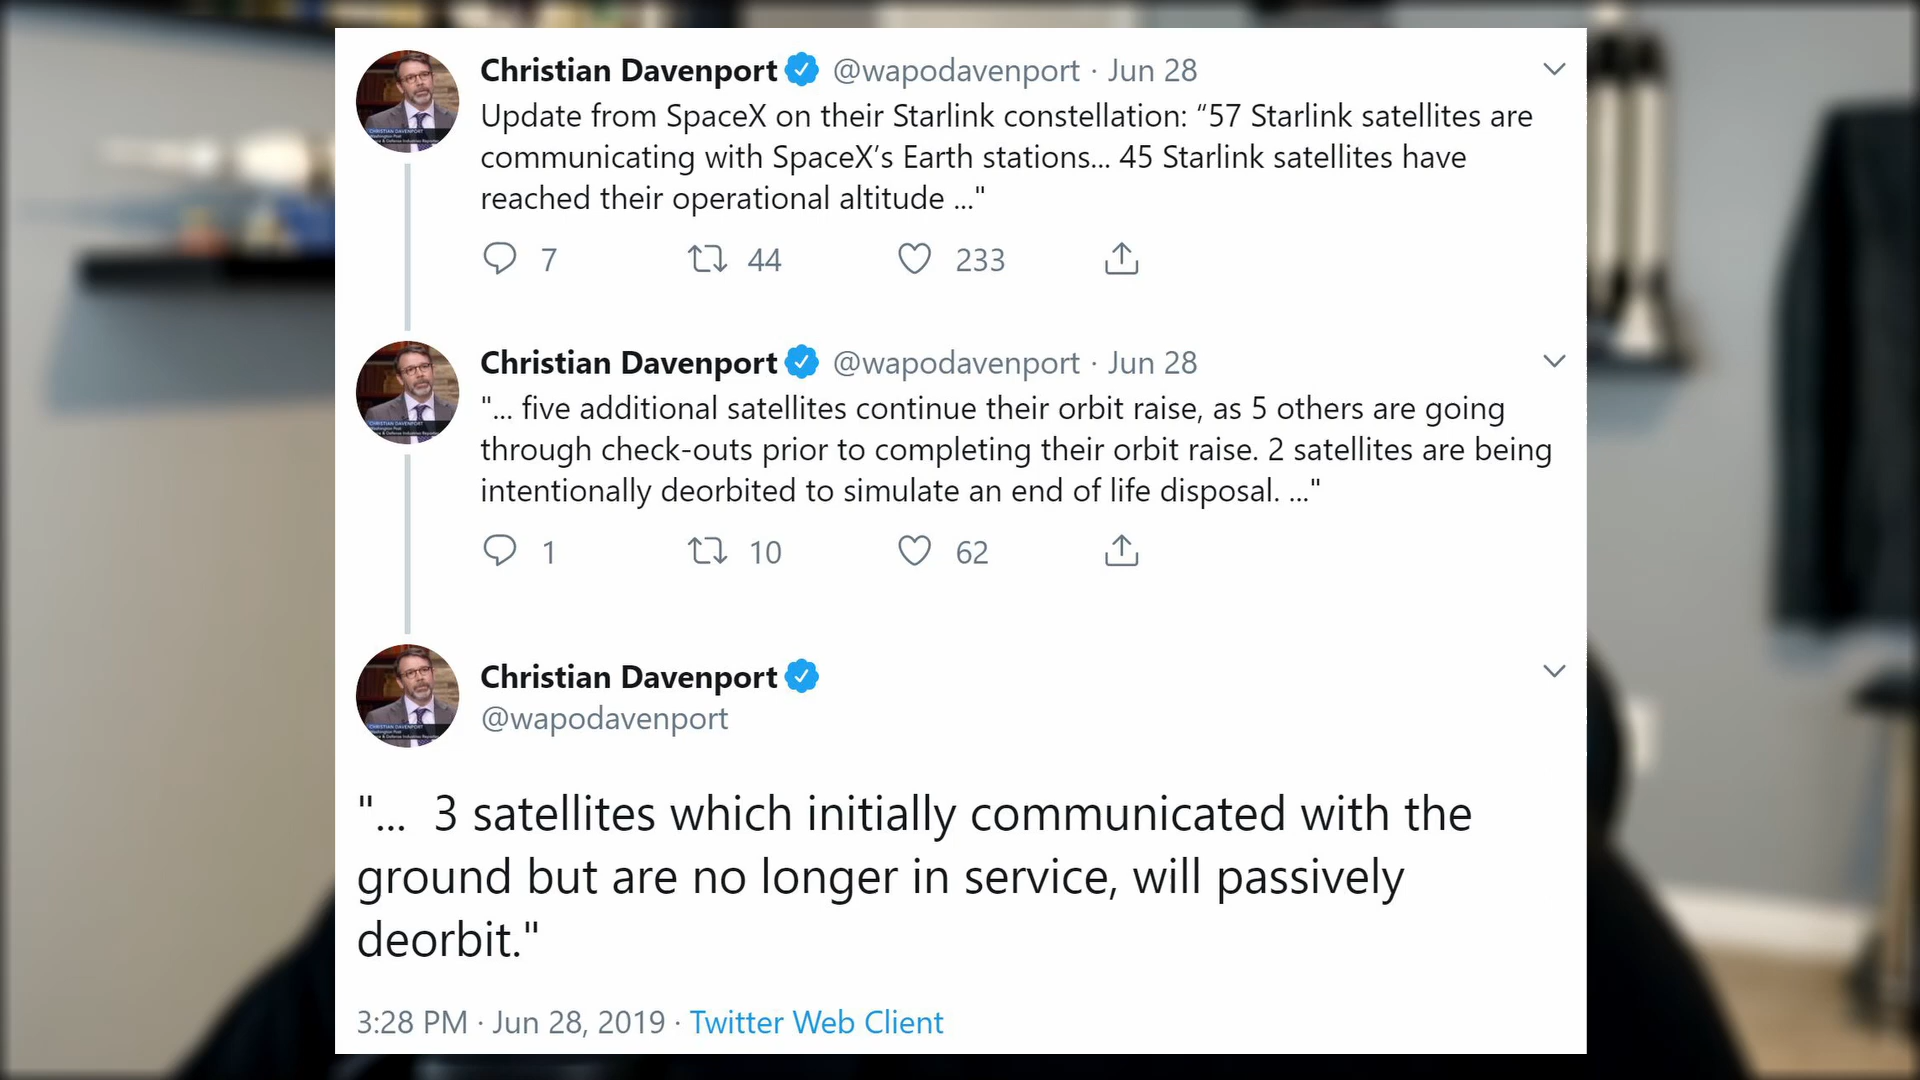 Christian Davenport @wapodavenport · Jun 28
Update from SpaceX on their Starlink constellation: “57 Starlink satellites are
communicating with SpaceX’s Earth stations... 45 Starlink satellites have
reached their operational altitude ..."
7 44 233
Christian Davenport @wapodavenport · Jun 28
"... five additional satellites continue their orbit raise, as 5 others are going
through check-outs prior to completing their orbit raise. 2 satellites are being
intentionally deorbited to simulate an end of life disposal. ..."
1 10 62
Christian Davenport
@wapodavenport
"... 3 satellites which initially communicated with the
ground but are no longer in service, will passively
deorbit."
3:28 PM · Jun 28, 2019 · Twitter Web Client